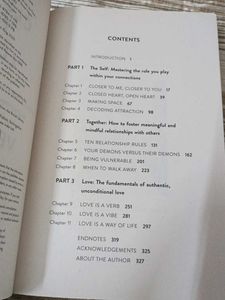 CONTENTS
INTRODUCTION 1
PART 1 The Self: Mastering the role you play
within your connections
Chapter 1 CLOSER TO ME, CLOSER TO YOU 17
Chapter 2 CLOSED HEART, OPEN HEART 39
Chapter 3 MAKING SPACE 67
Chapter 4 DECODING ATTRACTION 98
PART 2 Together: How to foster meaningful and
mindful relationships with others
Chapter 5 TEN RELATIONSHIP RULES 131
Chapter 6 YOUR DEMONS VERSUS THEIR DEMONS 162
Chapter 7 BEING VULNERABLE 201
Chapter 8 WHEN TO WALK AWAY 223
PART 3 Love: The fundamentals of authentic,
unconditional love
Chapter 9 LOVE IS A VERB 251
Chapter 10 LOVE IS A VIBE 281
Chapter 11 LOVE IS A WAY OF LIFE 297
ENDNOTES 319
ACKNOWLEDGEMENTS 325
ABOUT THE AUTHOR 327